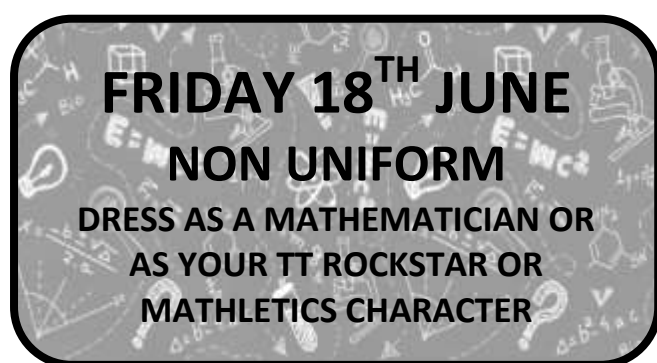 FRIDAY 18TH JUNE
NON UNIFORM
DRESS AS A MATHEMATICIAN OR
AS YOUR TT ROCKSTAR OR
MATHLETICS CHARACTER